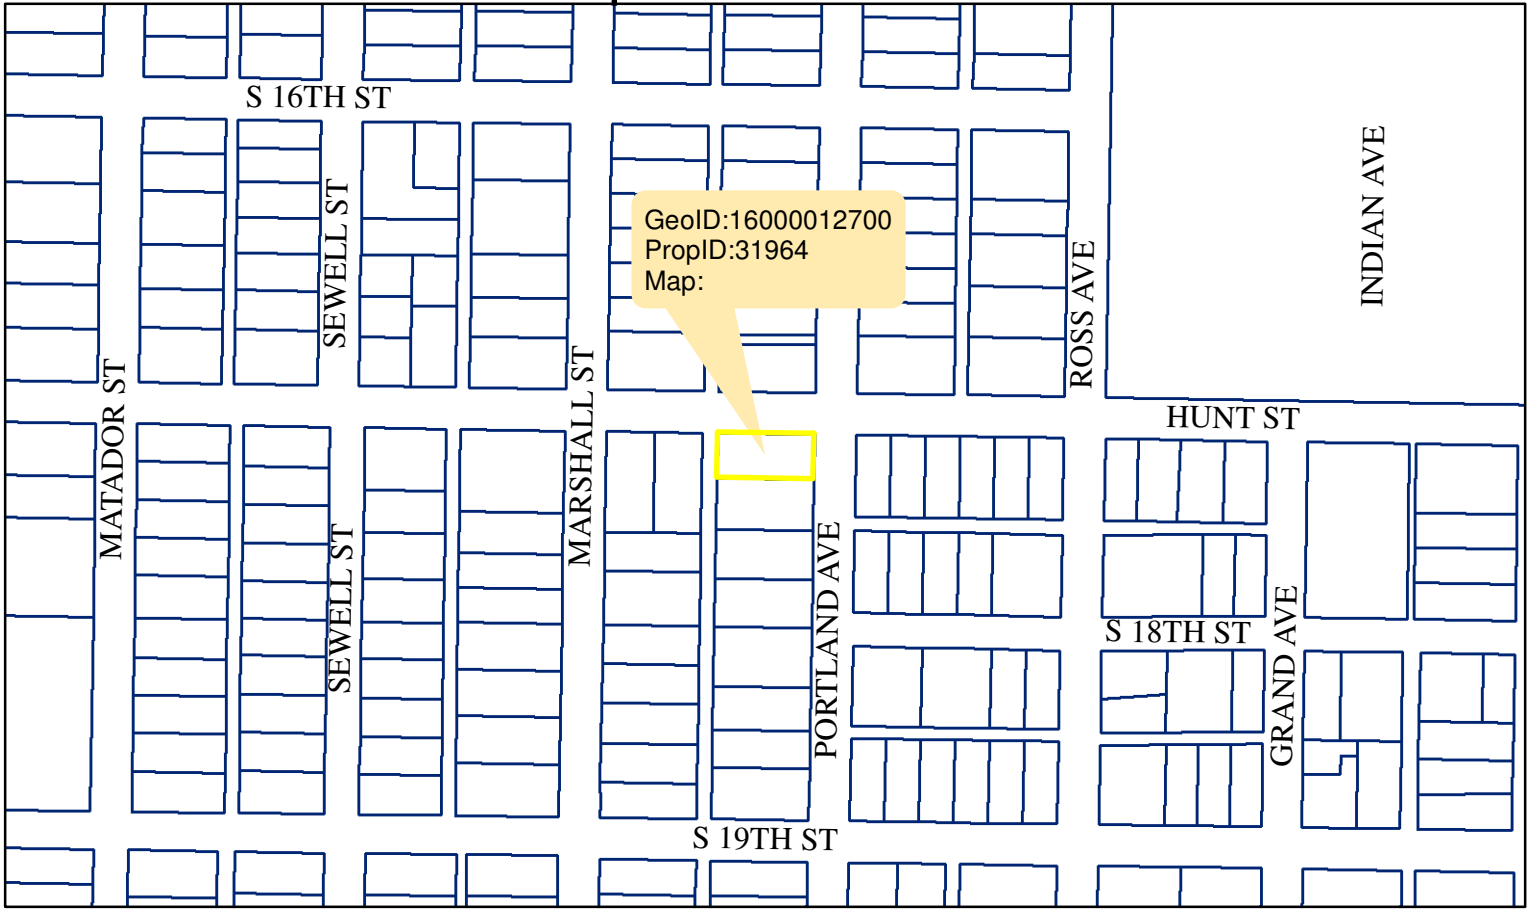 S 16TH ST
INDIAN AVE
SEWELL ST
GeoID:16000012700
PropID:31964
Map:
ROSS AVE
MATADOR ST
MARSHALL ST
HUNT ST
SEWELL ST
PORTLAND AVE
S 18TH ST
GRAND AVE
S 19TH ST